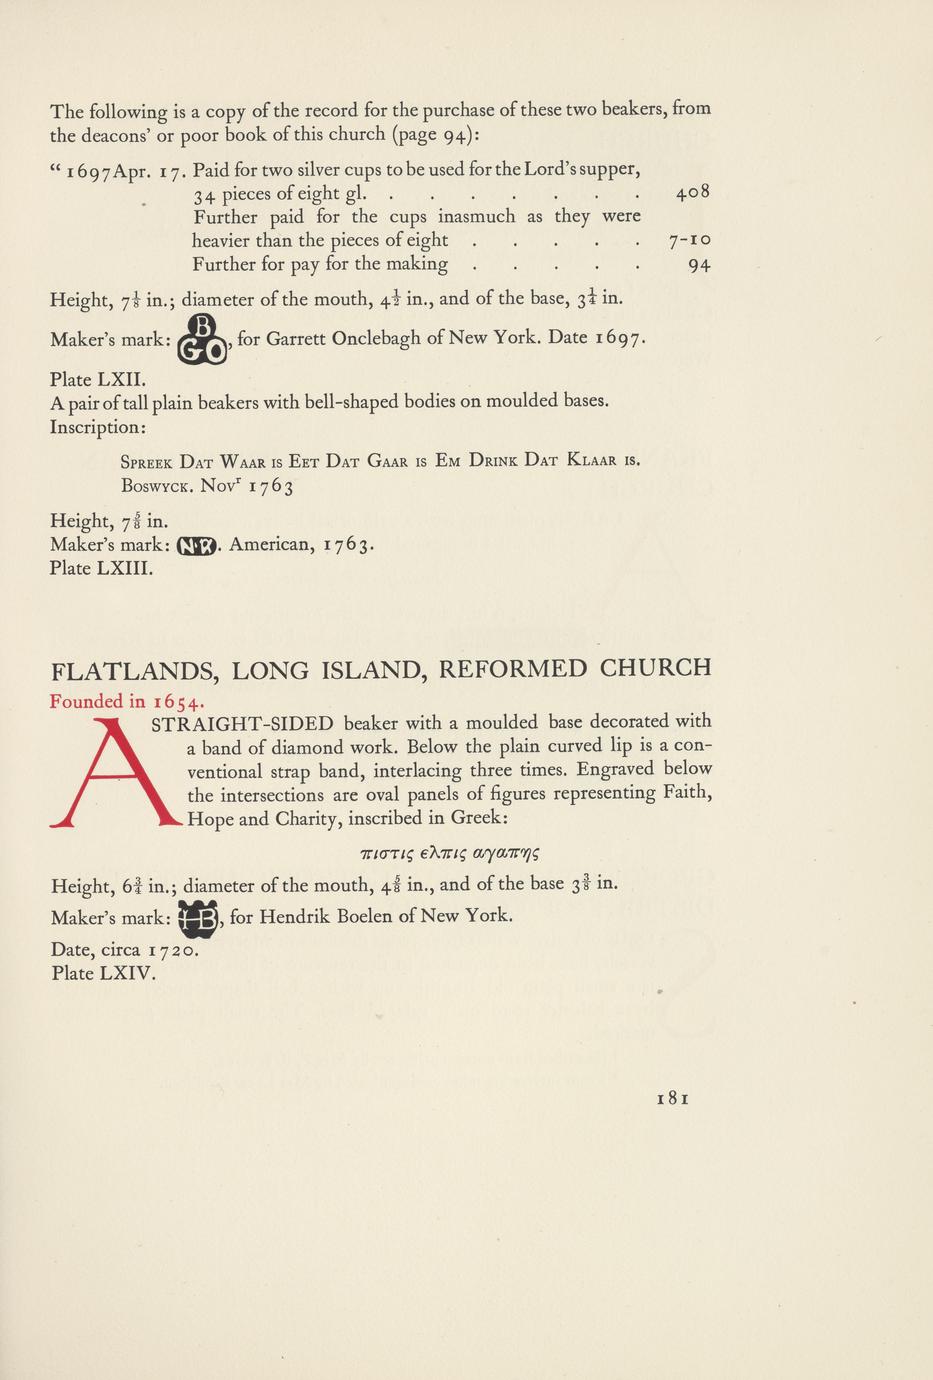 The following is a copy of the record for the purchase of these two beakers, from
the deacons’ or poor book of this church (page 94):
“ 1697 Apr. 17. Paid for two silver cups to be used for the Lord’s supper,
34 pieces of eight gl. . . . . . . . 408
Further paid for the cups inasmuch as they were
heavier than the pieces of eight . . . . . 7-10
Further for pay for the making . . . . . 94
Height, 7⅛ in.; diameter of the mouth, 4½ in., and of the base, 3¼ in.
Maker’s mark: B GO, for Garrett Onclebagh of New York. Date 1697.
Plate LXII.
A pair of tall plain beakers with bell-shaped bodies on moulded bases.
Inscription:
Spreek Dat Waar is Eet Dat Gaar is Em Drink Dat Klaar is.
Boswyck. Novʳ 1763
Height, 7⅝ in.
Maker’s mark: N·R. American, 1763.
Plate LXIII.
FLATLANDS, LONG ISLAND, REFORMED CHURCH
Founded in 1654.
A STRAIGHT-SIDED beaker with a moulded base decorated with
a band of diamond work. Below the plain curved lip is a con-
ventional strap band, interlacing three times. Engraved below
the intersections are oval panels of figures representing Faith,
Hope and Charity, inscribed in Greek:
πιστις ελπις αγαπης
Height, 6¾ in.; diameter of the mouth, 4⅝ in., and of the base 3⅜ in.
Maker’s mark: HB, for Hendrik Boelen of New York.
Date, circa 1720.
Plate LXIV.
181